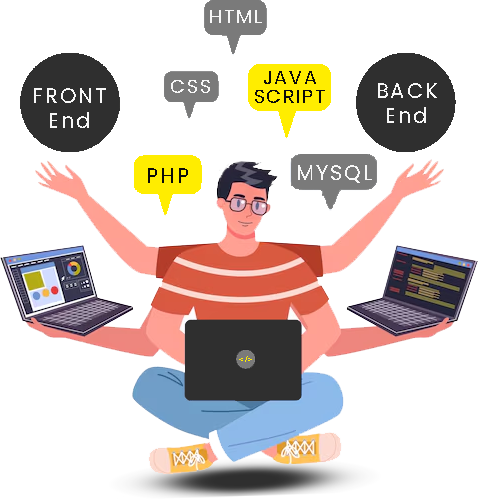 HTML
CSS
JAVA
SCRIPT
FRONT
End
BACK
End
PHP
MYSQL
</>